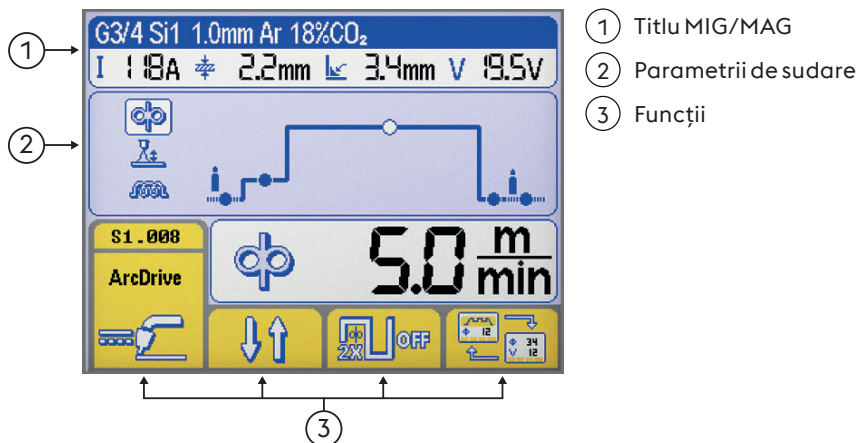 G3/4 Si1 1.0mm Ar 18%CO₂
I 118A 2.2mm 3.4mm V 19.5V
S1.008
ArcDrive
5.0 m/min
2X OFF
12
34
V 12
1
2
3
1 Titlu MIG/MAG
2 Parametrii de sudare
3 Funcții